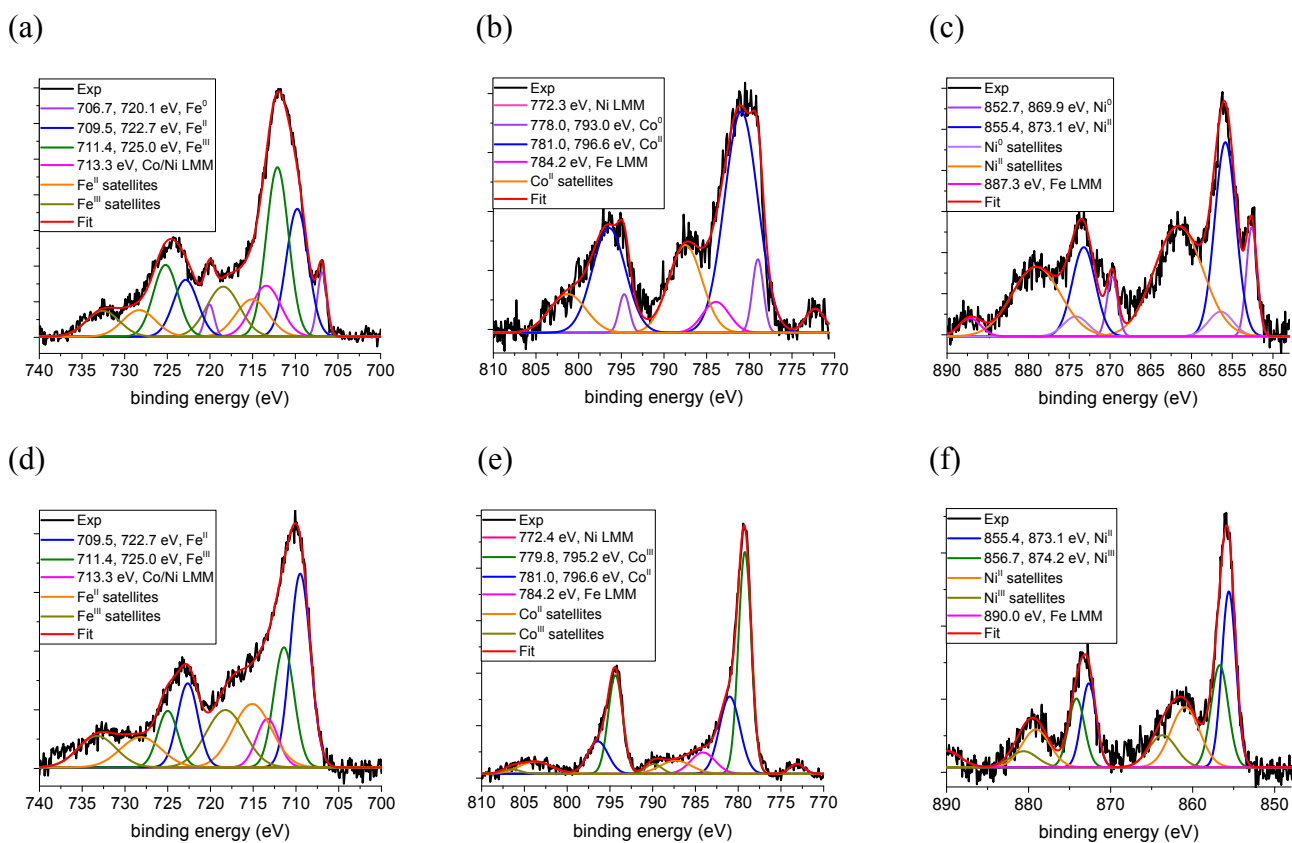 (a)
Exp
706.7, 720.1 eV, Fe⁰
709.5, 722.7 eV, Feᴵᴵ
711.4, 725.0 eV, Feᴵᴵᴵ
713.3 eV, Co/Ni LMM
Feᴵᴵ satellites
Feᴵᴵᴵ satellites
Fit
740 735 730 725 720 715 710 705 700
binding energy (eV)
(b)
Exp
772.3 eV, Ni LMM
778.0, 793.0 eV, Co⁰
781.0, 796.6 eV, Coᴵᴵ
784.2 eV, Fe LMM
Coᴵᴵ satellites
Fit
810 805 800 795 790 785 780 775 770
binding energy (eV)
(c)
Exp
852.7, 869.9 eV, Ni⁰
855.4, 873.1 eV, Niᴵᴵ
Ni⁰ satellites
Niᴵᴵ satellites
887.3 eV, Fe LMM
Fit
890 885 880 875 870 865 860 855 850
binding energy (eV)
(d)
Exp
709.5, 722.7 eV, Feᴵᴵ
711.4, 725.0 eV, Feᴵᴵᴵ
713.3 eV, Co/Ni LMM
Feᴵᴵ satellites
Feᴵᴵᴵ satellites
Fit
740 735 730 725 720 715 710 705 700
binding energy (eV)
(e)
Exp
772.4 eV, Ni LMM
779.8, 795.2 eV, Coᴵᴵᴵ
781.0, 796.6 eV, Coᴵᴵ
784.2 eV, Fe LMM
Coᴵᴵ satellites
Coᴵᴵᴵ satellites
Fit
810 805 800 795 790 785 780 775 770
binding energy (eV)
(f)
Exp
855.4, 873.1 eV, Niᴵᴵ
856.7, 874.2 eV, Niᴵᴵᴵ
Niᴵᴵ satellites
Niᴵᴵᴵ satellites
890.0 eV, Fe LMM
Fit
890 880 870 860 850
binding energy (eV)